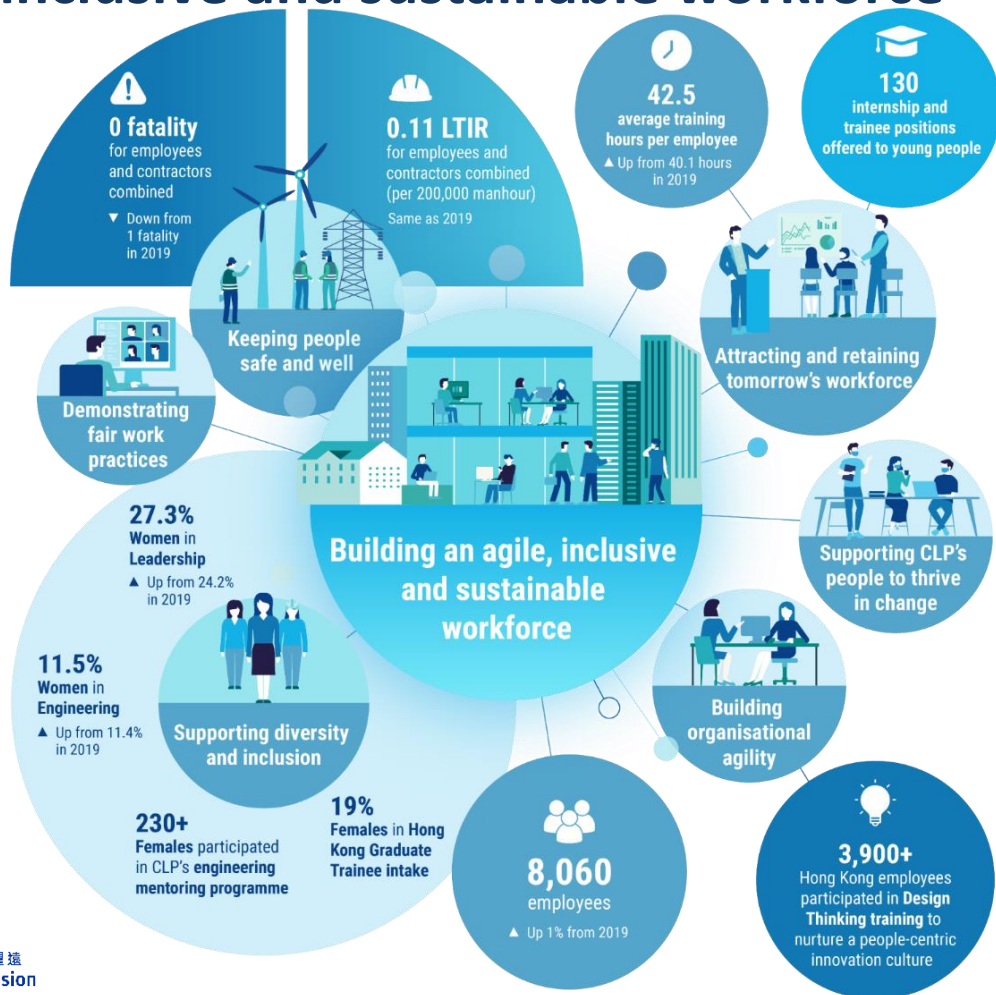 inclusive and sustainable workforce
0 fatality
for employees
and contractors
combined
▼ Down from
1 fatality
in 2019
0.11 LTIR
for employees and
contractors combined
(per 200,000 manhour)
Same as 2019
42.5
average training
hours per employee
▲ Up from 40.1 hours
in 2019
130
internship and
trainee positions
offered to young people
Keeping people
safe and well
Attracting and retaining
tomorrow's workforce
Demonstrating
fair work
practices
Building an agile, inclusive
and sustainable
workforce
Supporting CLP's
people to thrive
in change
27.3%
Women in
Leadership
▲ Up from 24.2%
in 2019
11.5%
Women in
Engineering
▲ Up from 11.4%
in 2019
Supporting diversity
and inclusion
230+
Females participated
in CLP's engineering
mentoring programme
19%
Females in Hong
Kong Graduate
Trainee intake
Building
organisational
agility
8,060
employees
▲ Up 1% from 2019
3,900+
Hong Kong employees
participated in Design
Thinking training to
nurture a people-centric
innovation culture
遠
sion